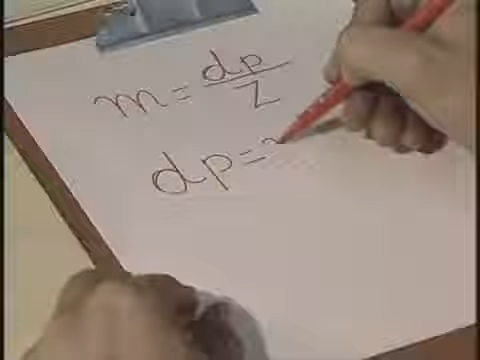 m = dp/Z
dp =